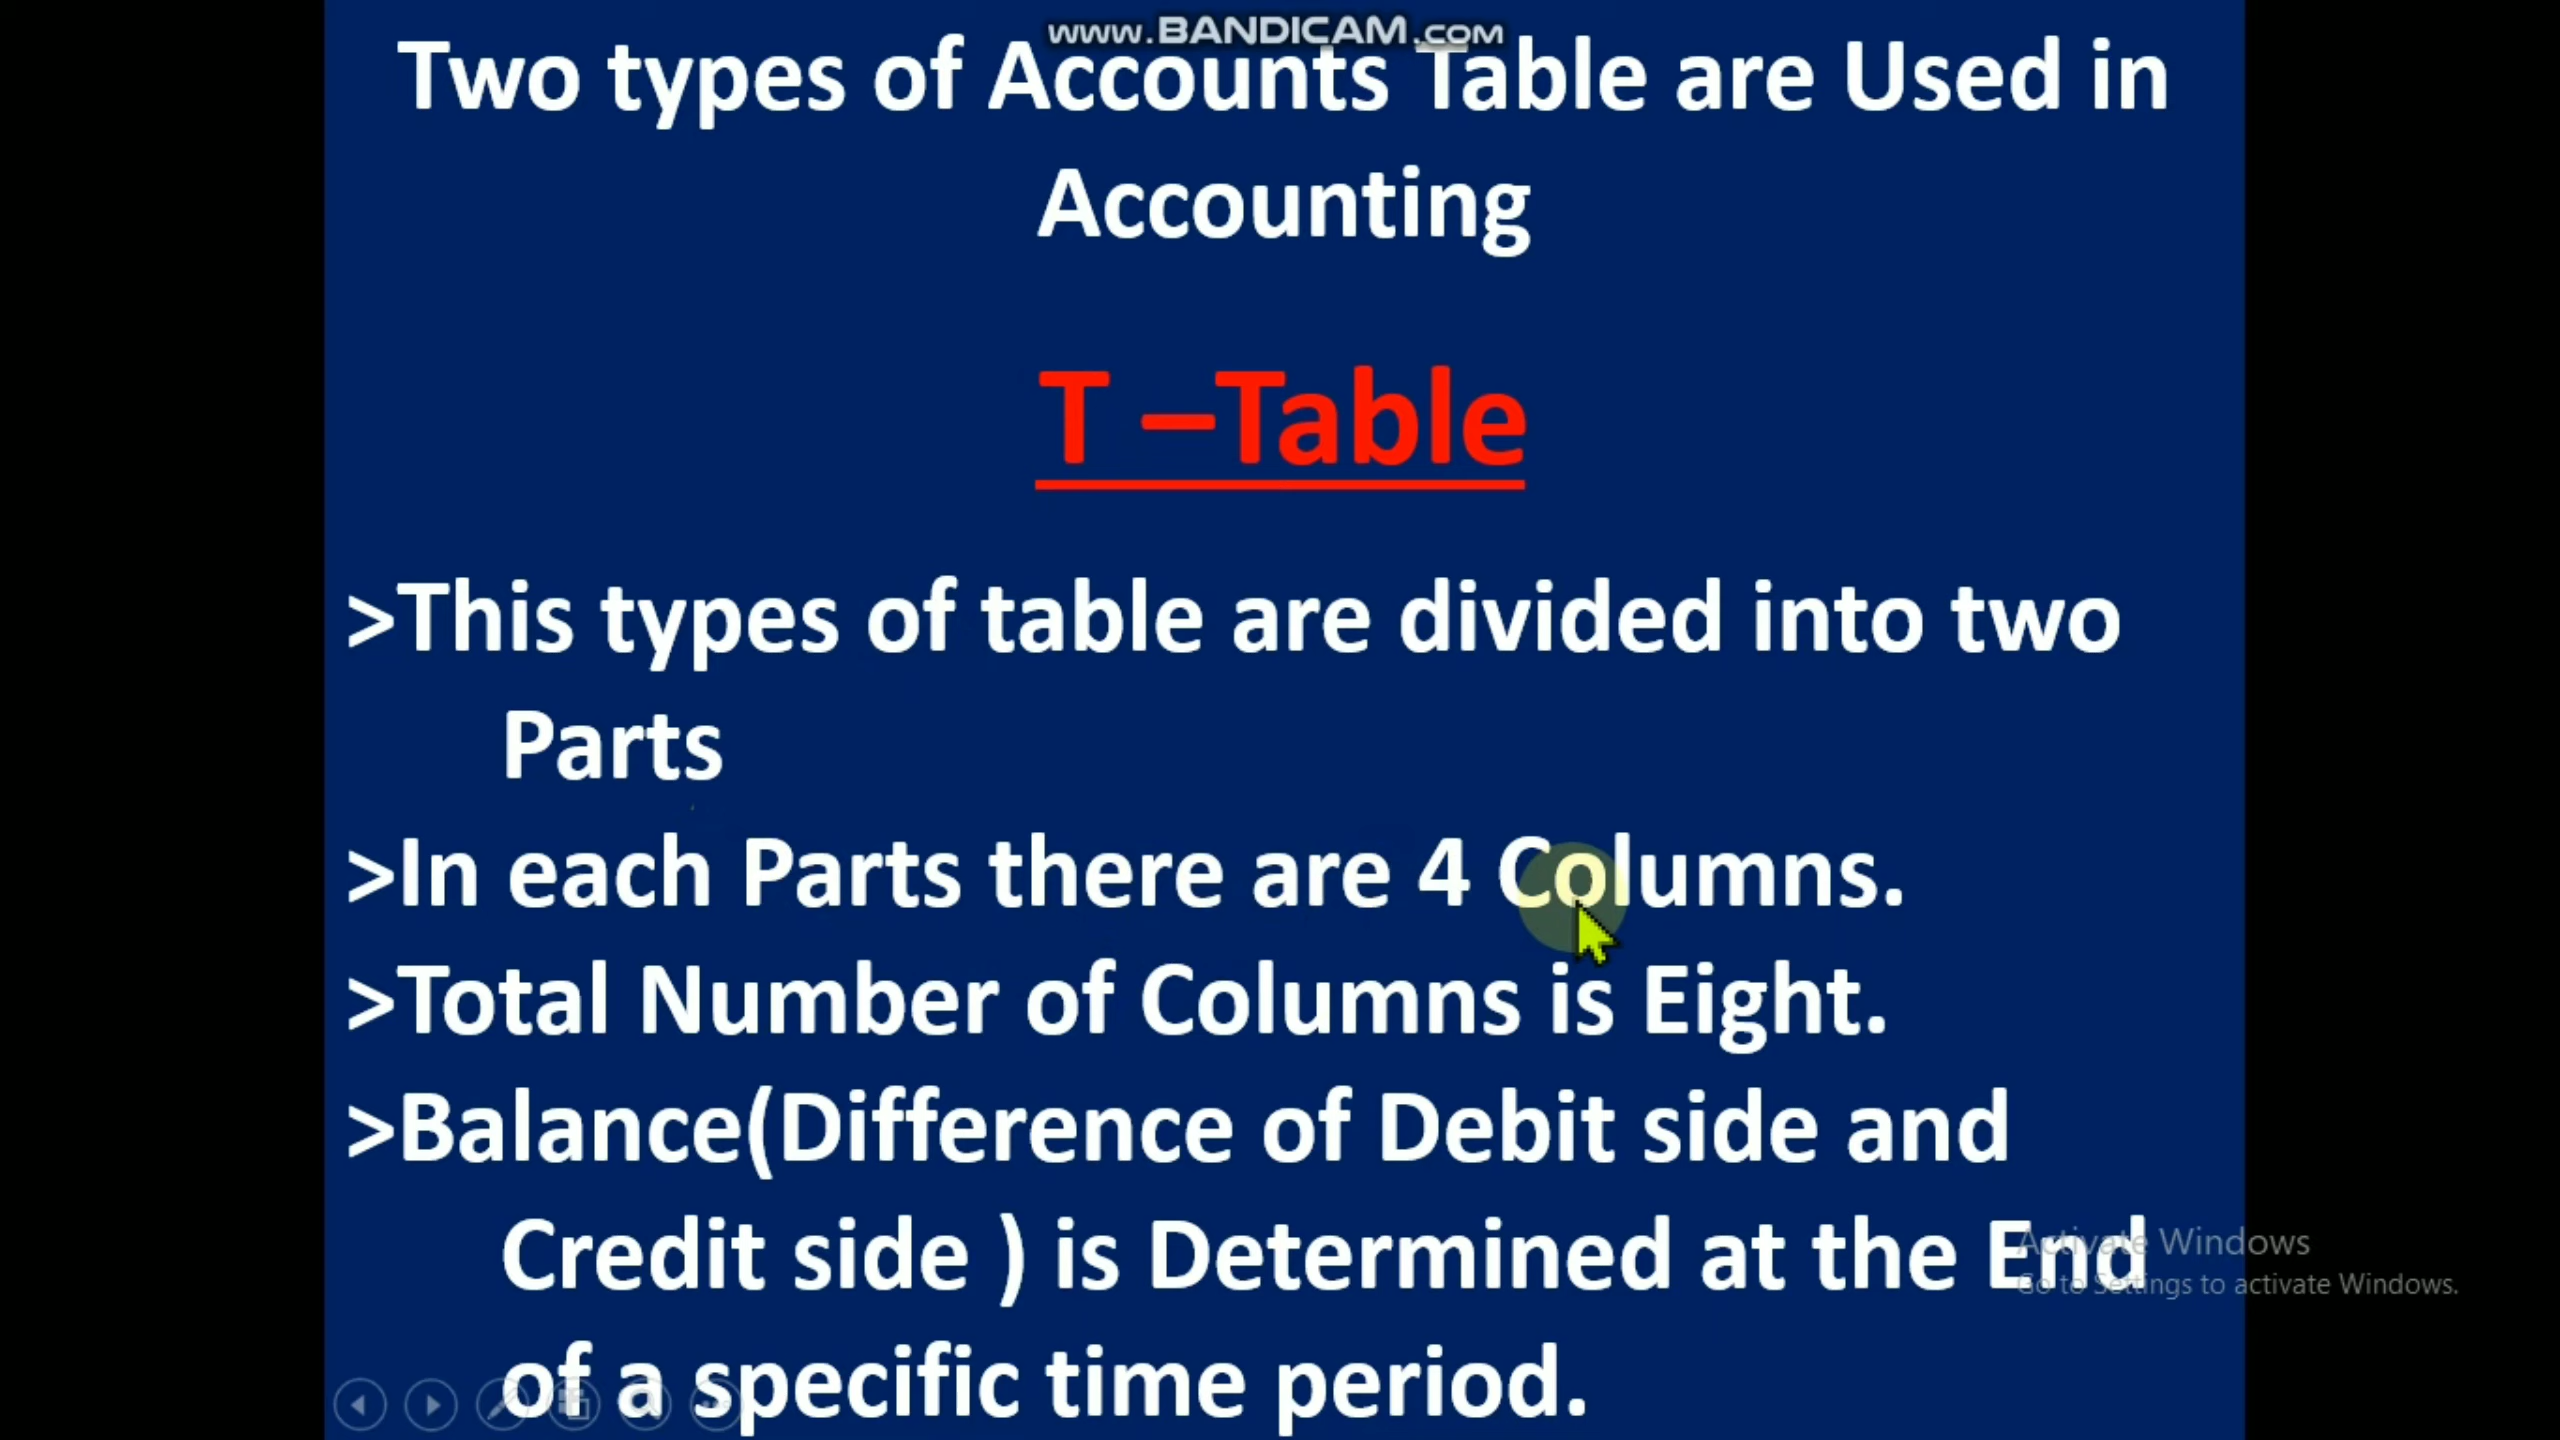 www.BANDICAM.com
Two types of Accounts Table are Used in
Accounting
T –Table
>This types of table are divided into two
Parts
>In each Parts there are 4 Columns.
>Total Number of Columns is Eight.
>Balance(Difference of Debit side and
Credit side ) is Determined at the End
Activate Windows
Go to Settings to activate Windows.
of a specific time period.